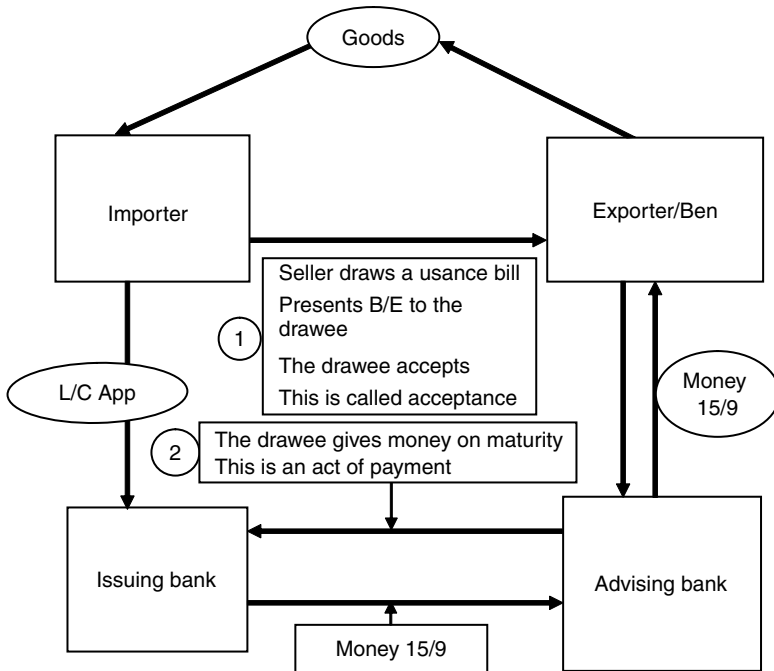 Goods
Importer
Exporter/Ben
Seller draws a usance bill
Presents B/E to the
drawee
1
The drawee accepts
This is called acceptance
L/C App
Money
15/9
2
The drawee gives money on maturity
This is an act of payment
Issuing bank
Advising bank
Money 15/9